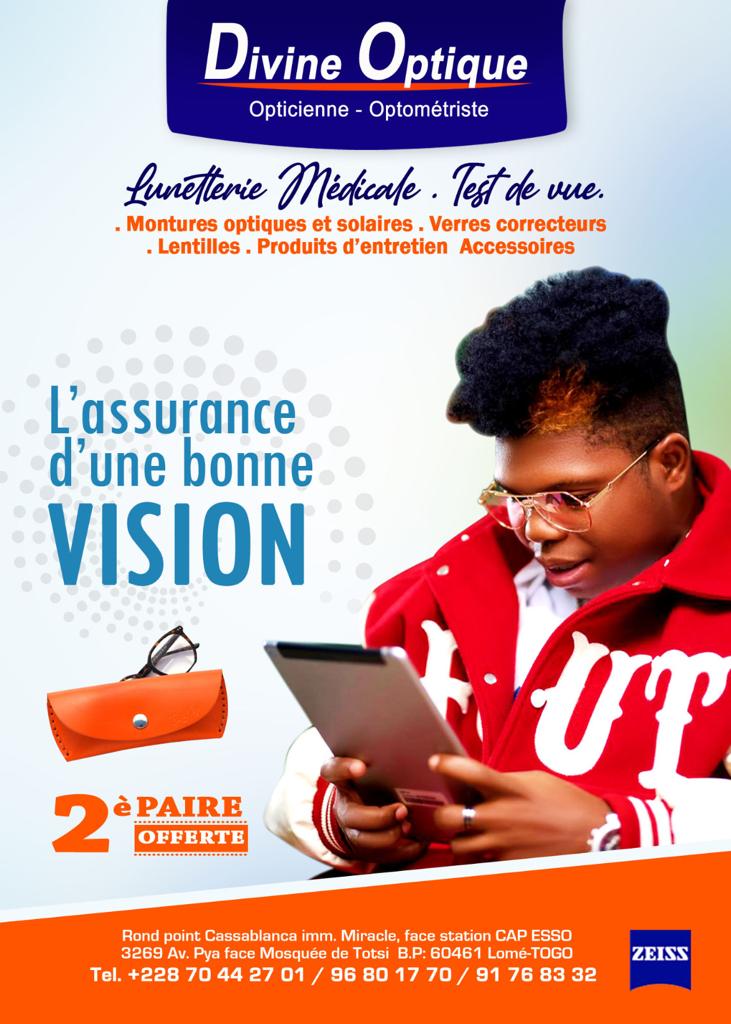 Divine Optique
Opticienne - Optométriste
Lunetterie Médicale . Test de vue.
. Montures optiques et solaires . Verres correcteurs
. Lentilles . Produits d'entretien Accessoires
L'assurance
d'une bonne
VISION
2è PAIRE
OFFERTE
UT
Rond point Cassablanca imm. Miracle, face station CAP ESSO
3269 Av. Pya face Mosquée de Totsi B.P: 60461 Lomé-TOGO
Tel. +228 70 44 27 01 / 96 80 17 70 / 91 76 83 32
ZEISS